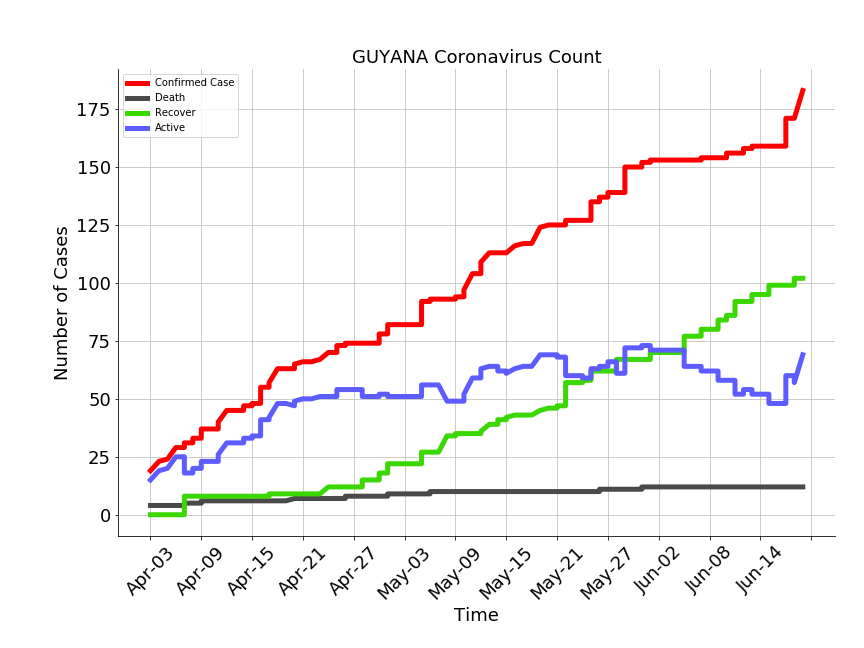 GUYANA Coronavirus Count
Confirmed Case
Death
Recover
Active
175
150
125
100
75
50
25
0
Number of Cases
Apr-03 Apr-09 Apr-15 Apr-21 Apr-27 May-03 May-09 May-15 May-21 May-27 Jun-02 Jun-08 Jun-14
Time